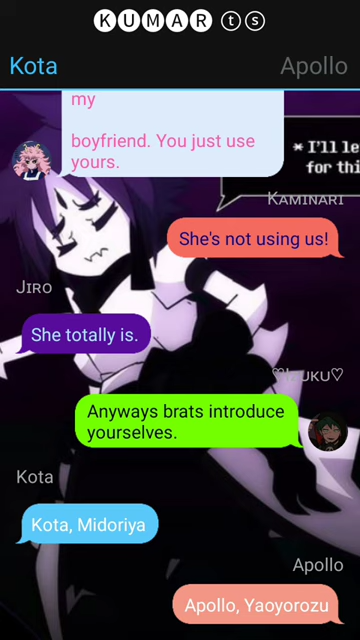 KUMAR ts
Kota Apollo
my
boyfriend. You just use
yours.
* I'll le
for thi
Kaminari
She's not using us!
Jiro
She totally is.
♡Izuku♡
Anyways brats introduce
yourselves.
Kota
Kota, Midoriya
Apollo
Apollo, Yaoyorozu